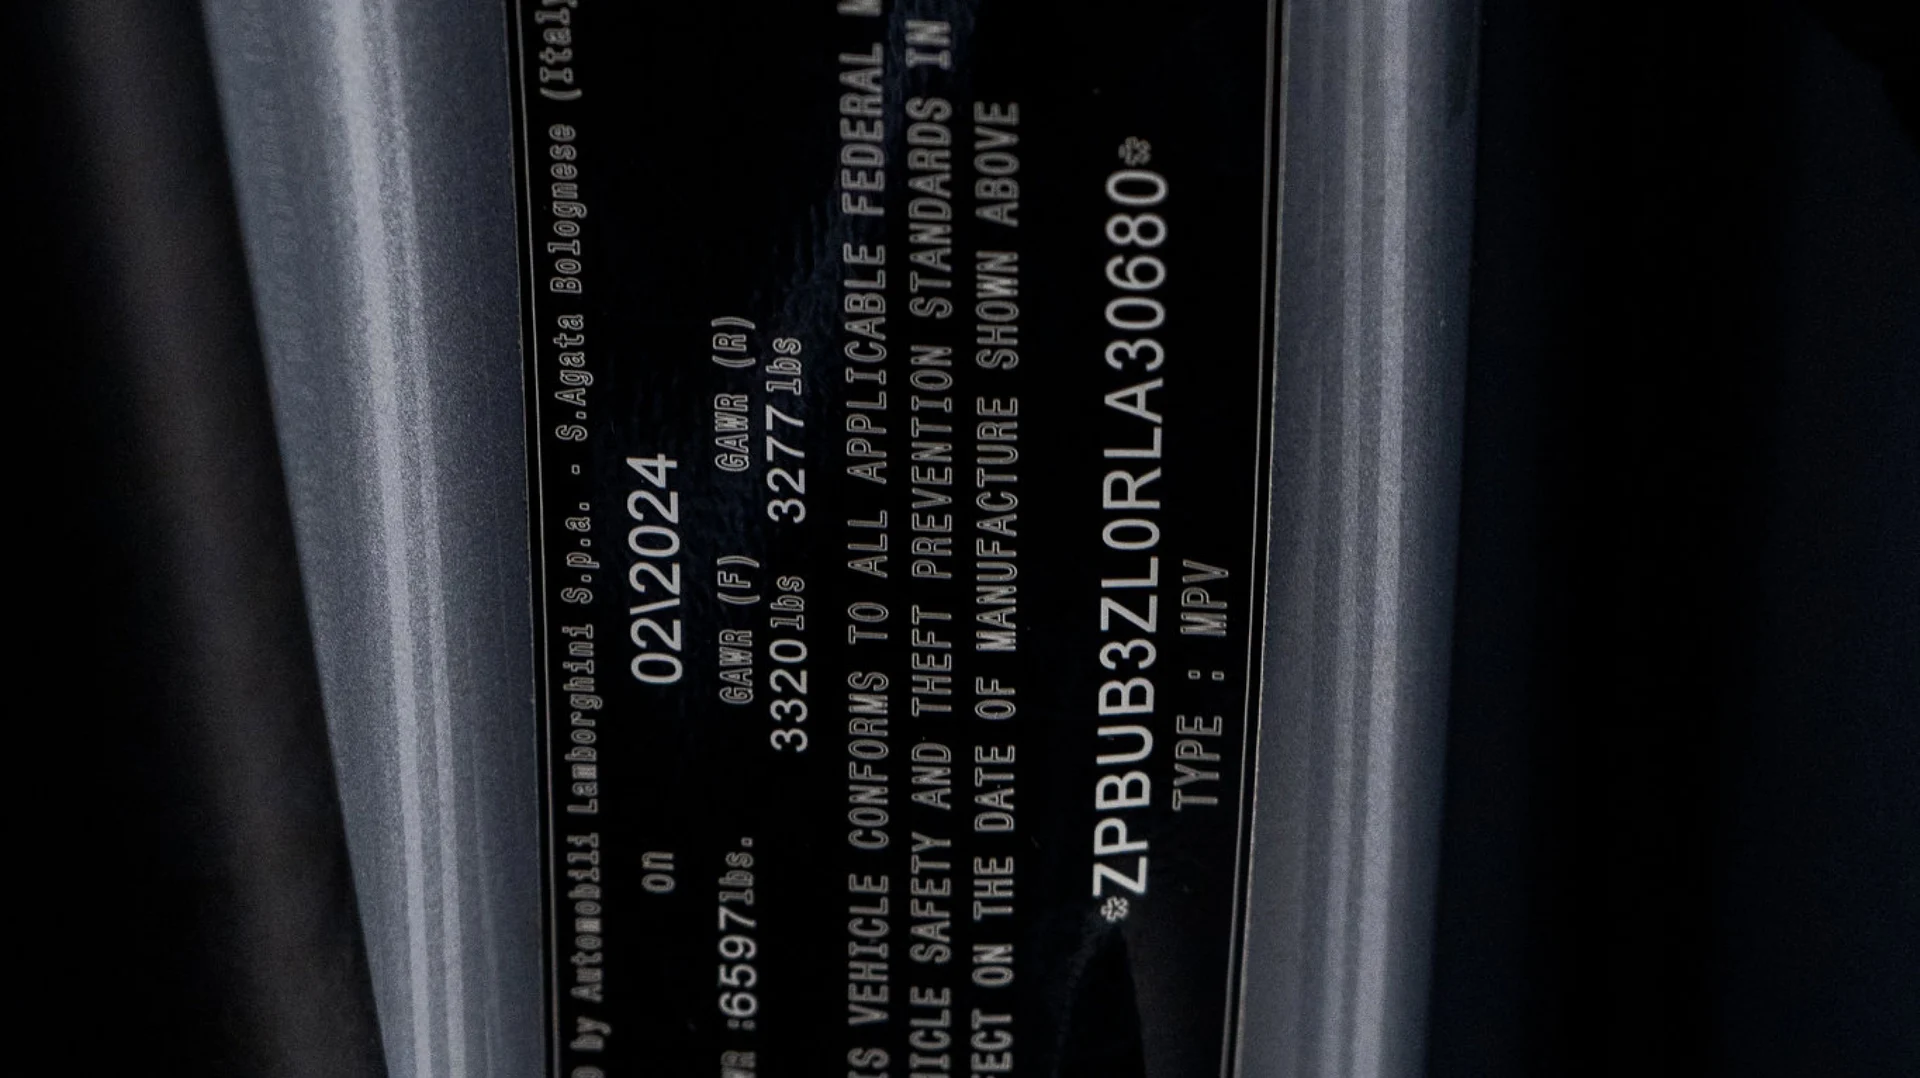 by Automobili Lamborghini S.p.a. - S.Agata Bolognese (Italy
on 02\2024
GAWR (F) GAWR (R)
:6597lbs. 3320lbs 3277lbs
VEHICLE CONFORMS TO ALL APPLICABLE FEDERAL
SAFETY AND THEFT PREVENTION STANDARDS IN
ON THE DATE OF MANUFACTURE SHOWN ABOVE
*ZPBUB3ZL0RLA30680*
TYPE : MPV